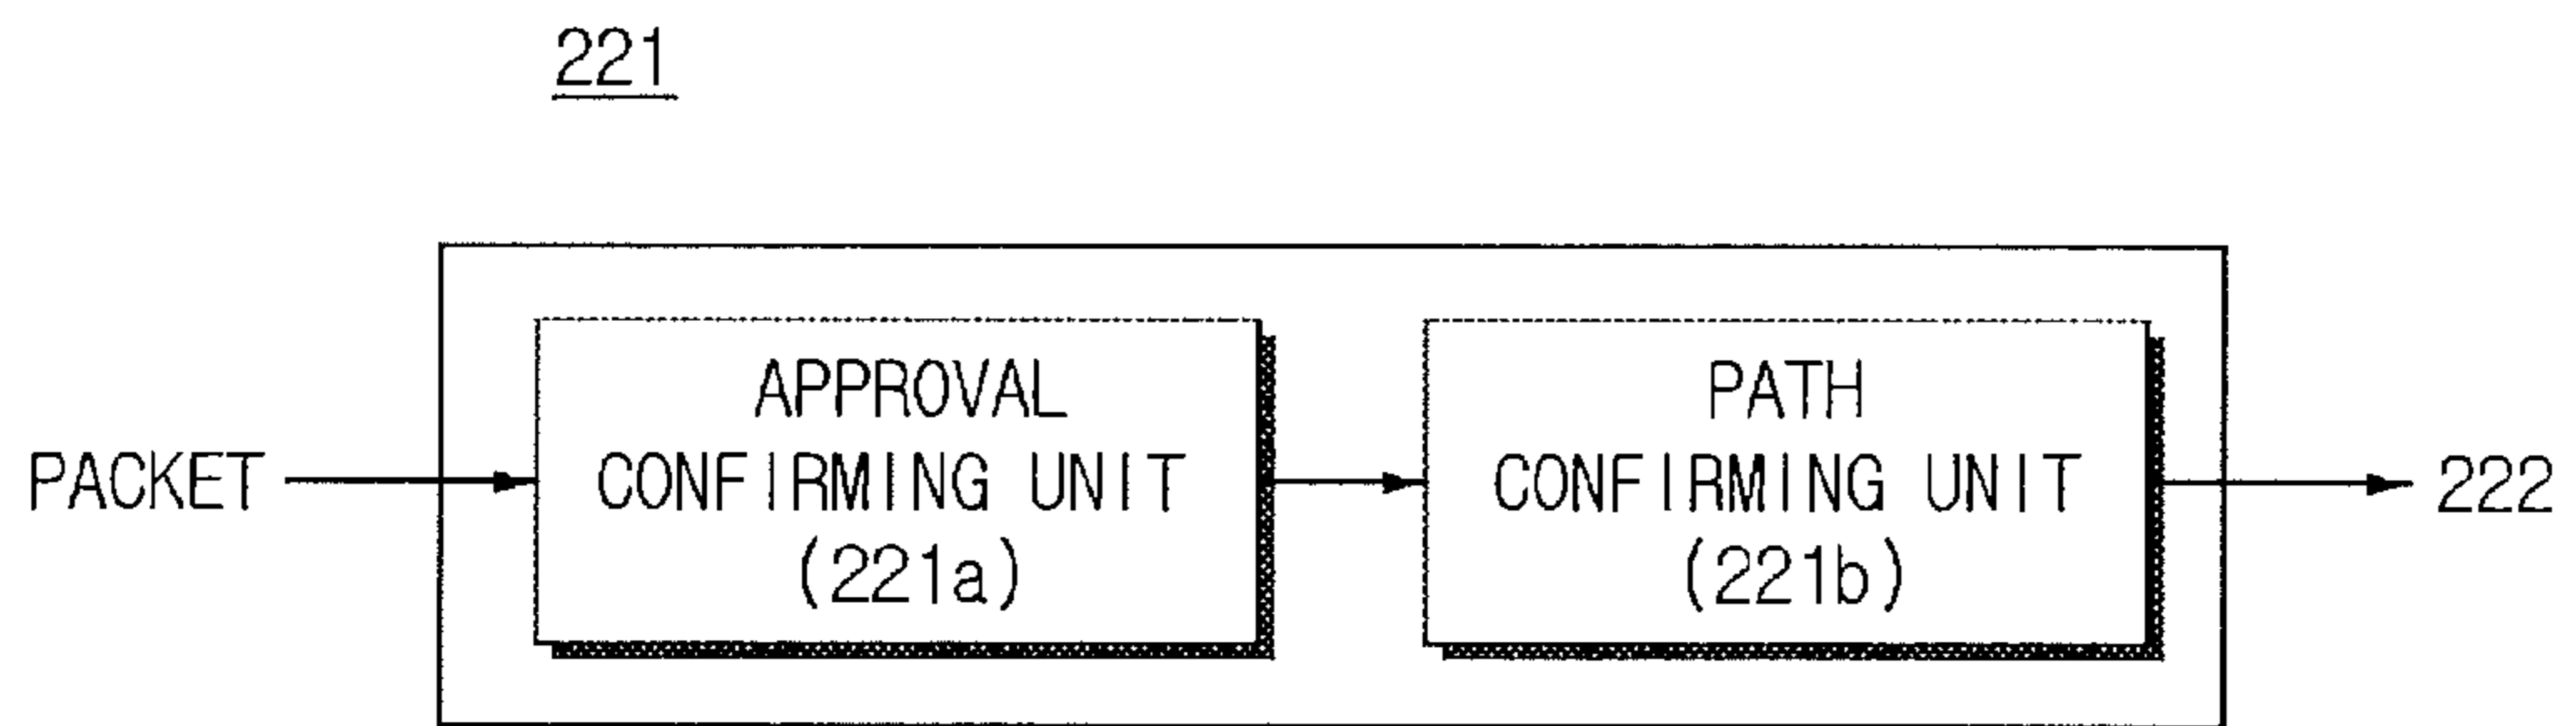 221
PACKET
APPROVAL
CONFIRMING UNIT
(221a)
PATH
CONFIRMING UNIT
(221b)
222